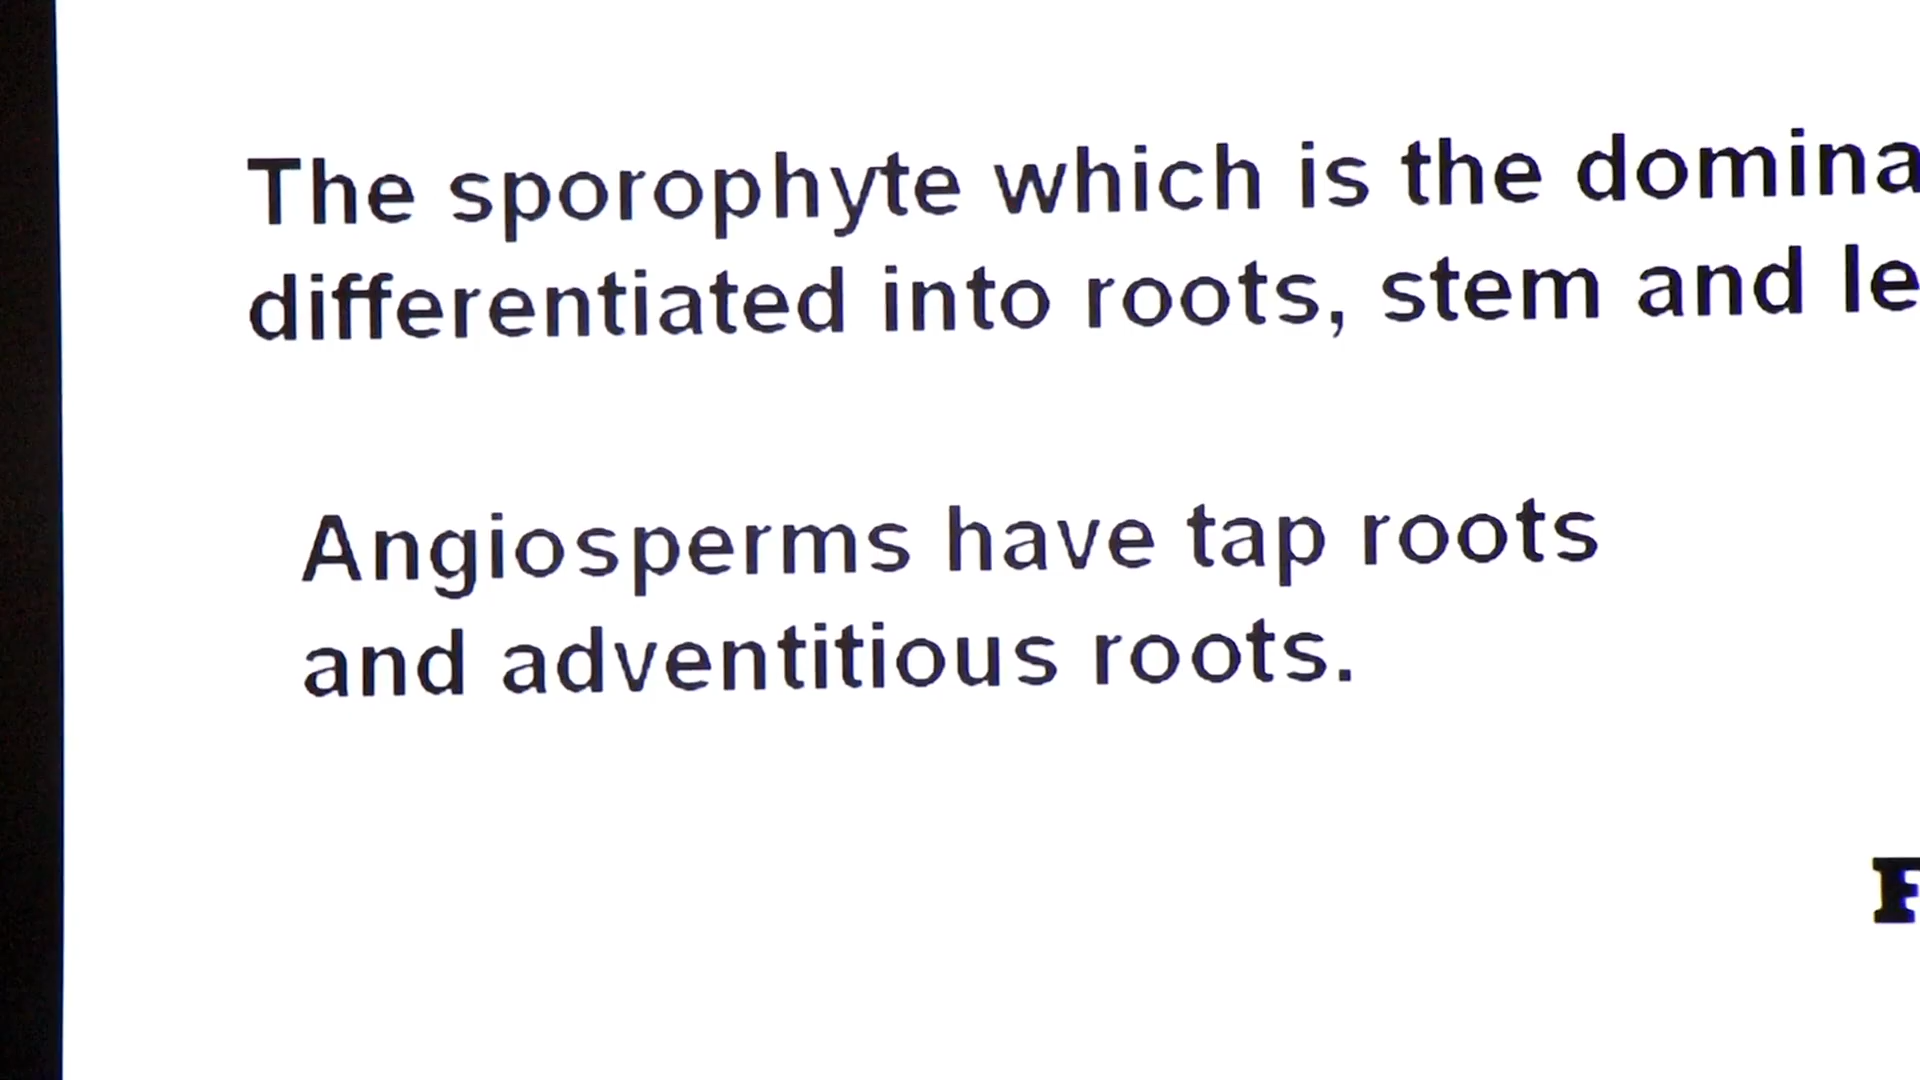 The sporophyte which is the domina
differentiated into roots, stem and le
Angiosperms have tap roots
and adventitious roots.
F